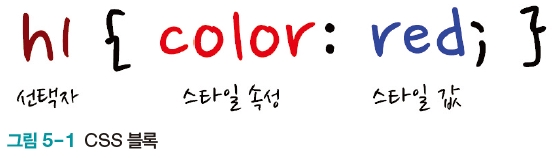 h1 { color: red; }
선택자 스타일 속성 스타일 값
그림 5-1 CSS 블록